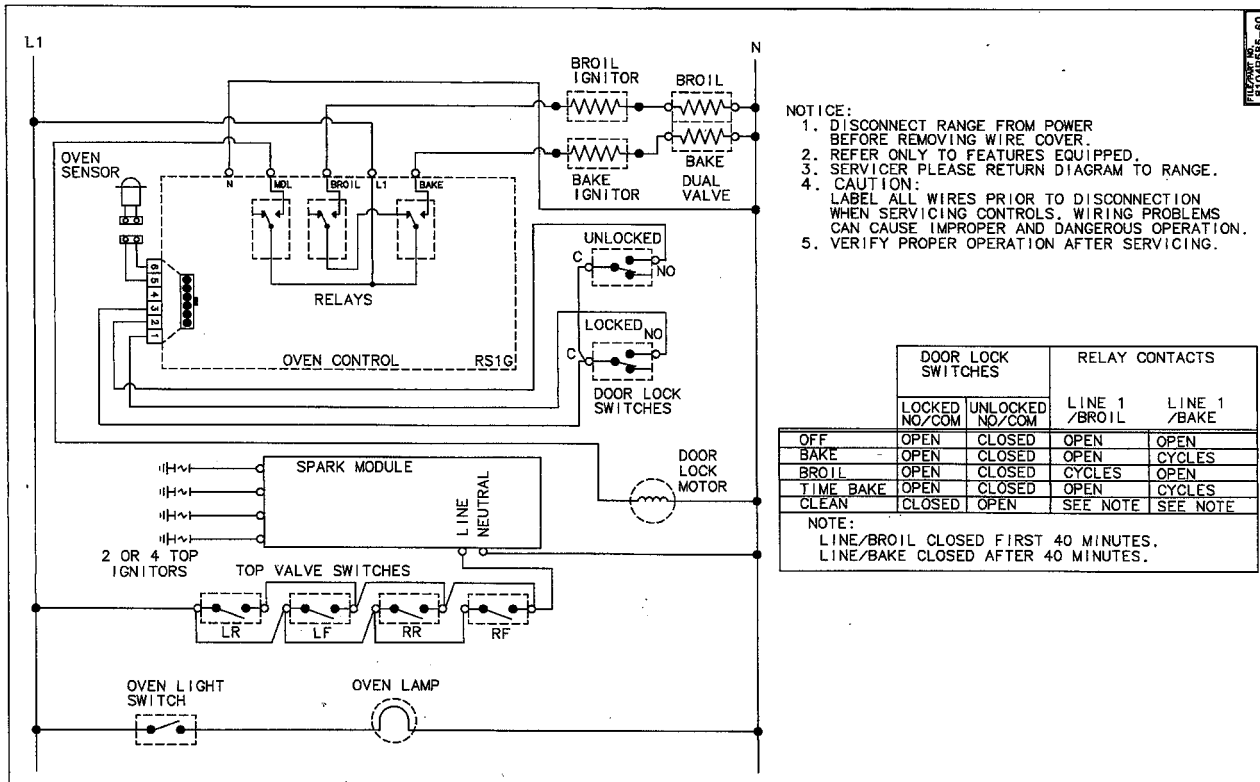 L1
N
BROIL
IGNITOR
BROIL
BAKE
IGNITOR
BAKE
DUAL
VALVE
OVEN
SENSOR
N
MDL
BROIL
L1
BAKE
RELAYS
6
5
4
3
2
1
OVEN CONTROL
RS1G
UNLOCKED
C
NO
LOCKED
NO
C
DOOR LOCK
SWITCHES
SPARK MODULE
LINE
NEUTRAL
DOOR
LOCK
MOTOR
2 OR 4 TOP
IGNITORS
TOP VALVE SWITCHES
LR
LF
RR
RF
OVEN LIGHT
SWITCH
OVEN LAMP
NOTICE:
1. DISCONNECT RANGE FROM POWER
BEFORE REMOVING WIRE COVER.
2. REFER ONLY TO FEATURES EQUIPPED.
3. SERVICER PLEASE RETURN DIAGRAM TO RANGE.
4. CAUTION:
LABEL ALL WIRES PRIOR TO DISCONNECTION
WHEN SERVICING CONTROLS. WIRING PROBLEMS
CAN CAUSE IMPROPER AND DANGEROUS OPERATION.
5. VERIFY PROPER OPERATION AFTER SERVICING.
DOOR LOCK
SWITCHES
RELAY CONTACTS
LOCKED
NO/COM
UNLOCKED
NO/COM
LINE 1
/BROIL
LINE 1
/BAKE
OFF OPEN CLOSED OPEN OPEN
BAKE OPEN CLOSED OPEN CYCLES
BROIL OPEN CLOSED CYCLES OPEN
TIME BAKE OPEN CLOSED OPEN CYCLES
CLEAN CLOSED OPEN SEE NOTE SEE NOTE
NOTE:
LINE/BROIL CLOSED FIRST 40 MINUTES.
LINE/BAKE CLOSED AFTER 40 MINUTES.